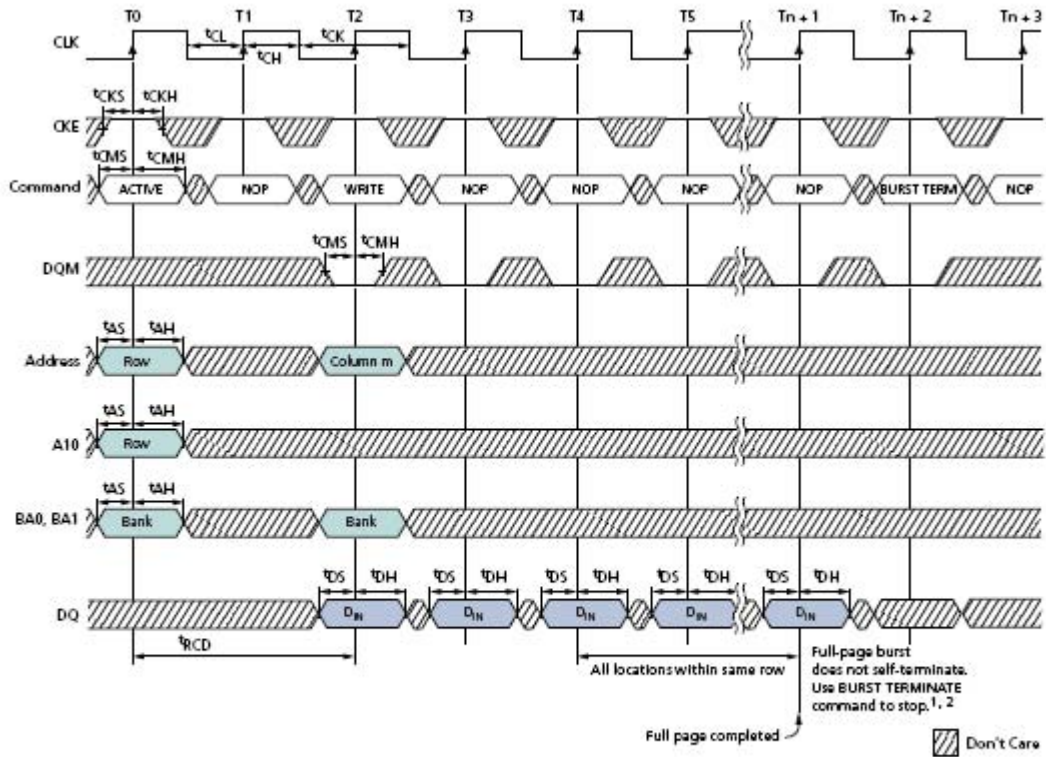 T0 T1 T2 T3 T4 T5 Tn + 1 Tn + 2 Tn + 3
CLK tCL tCH tCK
tCKS tCKH
CKE
tCMS tCMH
Command ACTIVE NOP WRITE NOP NOP NOP NOP BURST TERM NOP
tCMS tCMH
DQM
tAS tAH
Address Row Column m
tAS tAH
A10 Row
tAS tAH
BA0, BA1 Bank Bank
tDS tDH tDS tDH tDS tDH tDS tDH tDS tDH
DQ DIN DIN DIN DIN DIN
tRCD
All locations within same row
Full-page burst
does not self-terminate.
Use BURST TERMINATE
command to stop.1, 2
Full page completed
Don't Care